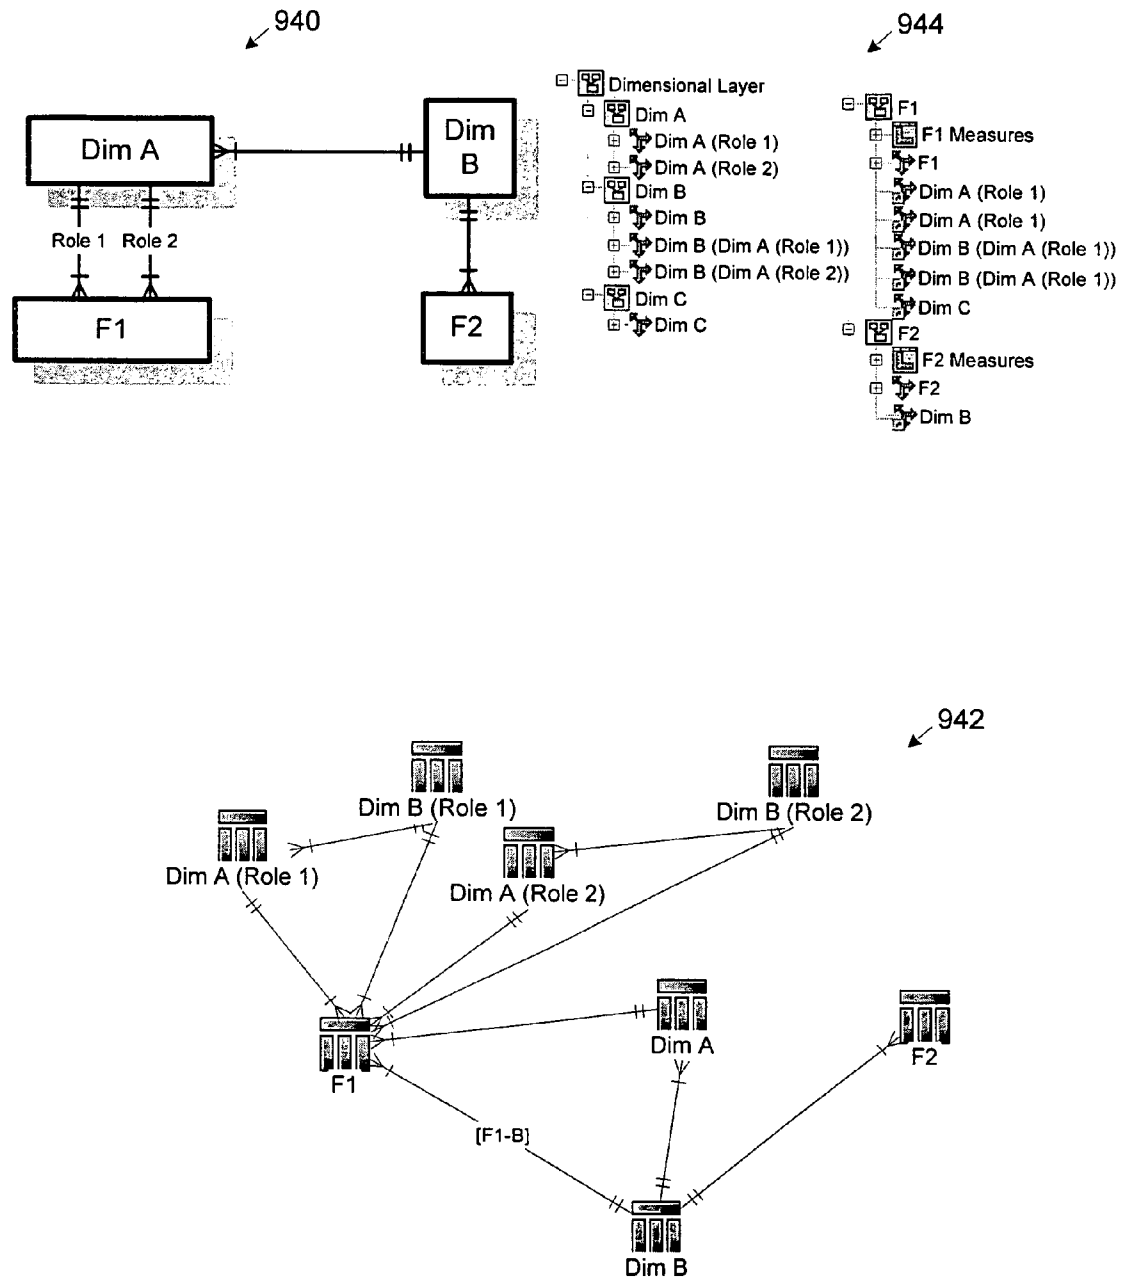 940
Dim A
Dim
B
Role 1 Role 2
F1
F2
Dimensional Layer
Dim A
Dim A (Role 1)
Dim A (Role 2)
Dim B
Dim B
Dim B (Dim A (Role 1))
Dim B (Dim A (Role 2))
Dim C
Dim C
944
F1
F1 Measures
F1
Dim A (Role 1)
Dim A (Role 1)
Dim B (Dim A (Role 1))
Dim B (Dim A (Role 1))
Dim C
F2
F2 Measures
F2
Dim B
942
Dim B (Role 1)
Dim B (Role 2)
Dim A (Role 1)
Dim A (Role 2)
Dim A
F2
F1
[F1-B]
Dim B